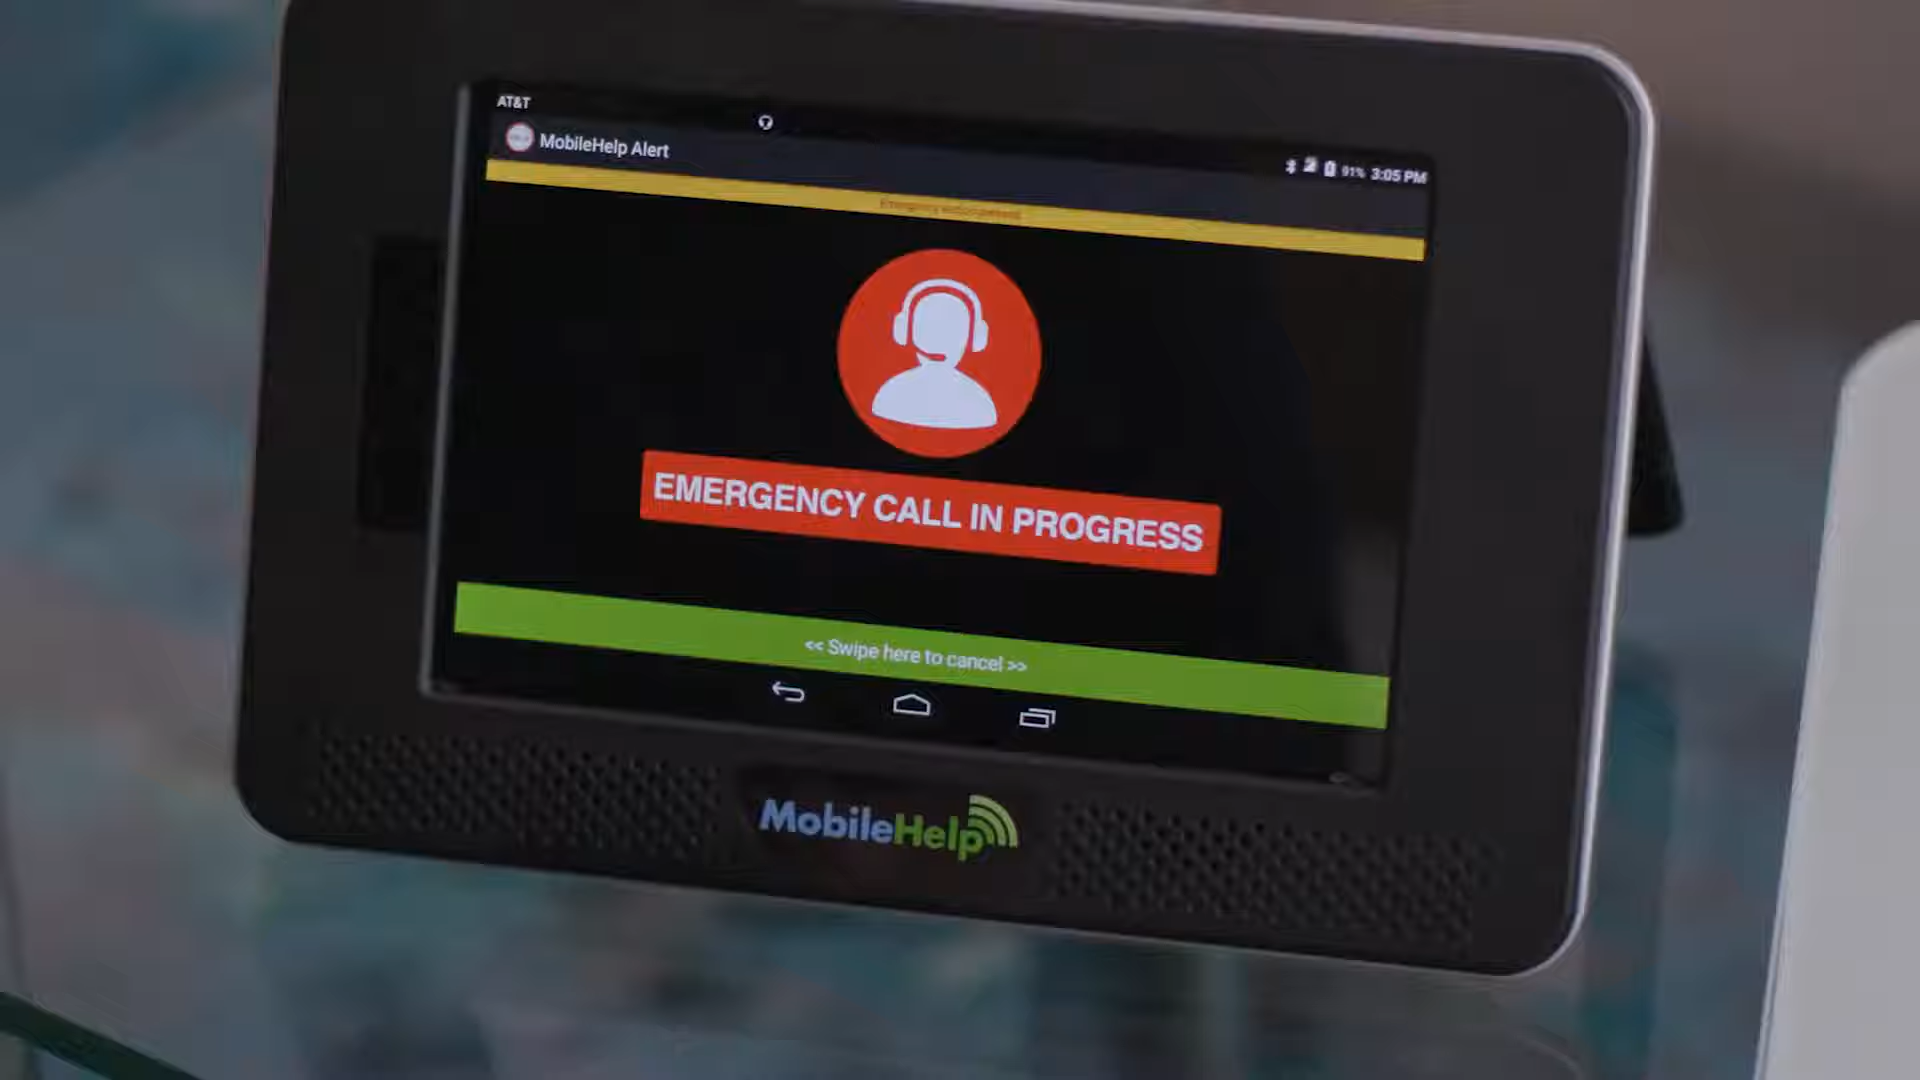 AT&T
MobileHelp Alert
91% 3:05 PM
EMERGENCY CALL IN PROGRESS
<< Swipe here to cancel >>
MobileHelp